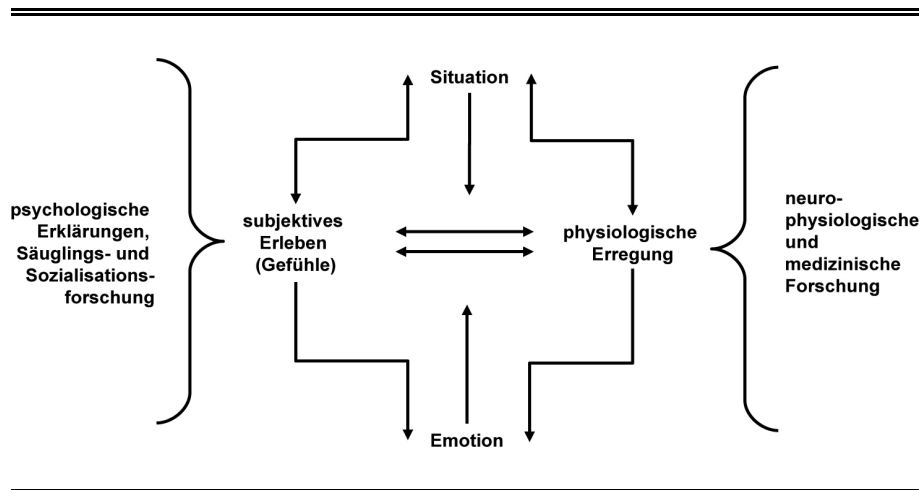 Situation
psychologische
Erklärungen,
Säuglings- und
Sozialisations-
forschung
subjektives
Erleben
(Gefühle)
physiologische
Erregung
neuro-
physiologische
und
medizinische
Forschung
Emotion